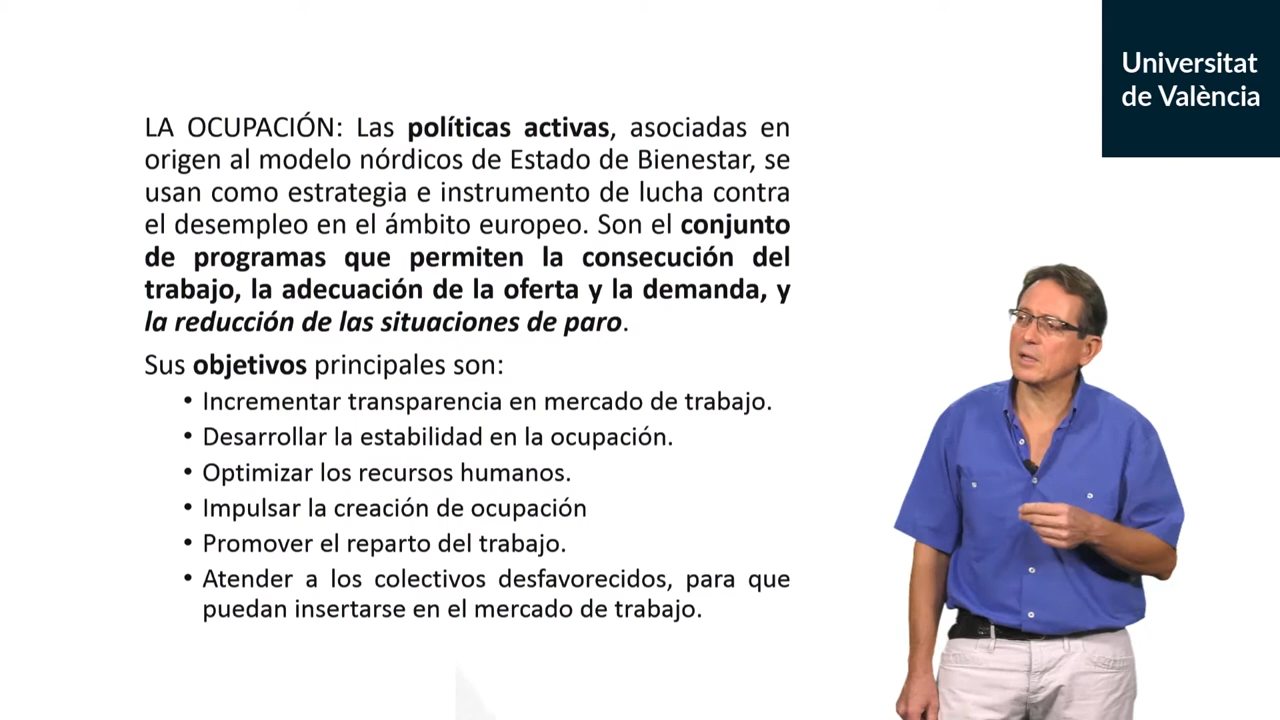 Universitat
de València
LA OCUPACIÓN: Las políticas activas, asociadas en
origen al modelo nórdicos de Estado de Bienestar, se
usan como estrategia e instrumento de lucha contra
el desempleo en el ámbito europeo. Son el conjunto
de programas que permiten la consecución del
trabajo, la adecuación de la oferta y la demanda, y
la reducción de las situaciones de paro.
Sus objetivos principales son:
• Incrementar transparencia en mercado de trabajo.
• Desarrollar la estabilidad en la ocupación.
• Optimizar los recursos humanos.
• Impulsar la creación de ocupación
• Promover el reparto del trabajo.
• Atender a los colectivos desfavorecidos, para que
puedan insertarse en el mercado de trabajo.